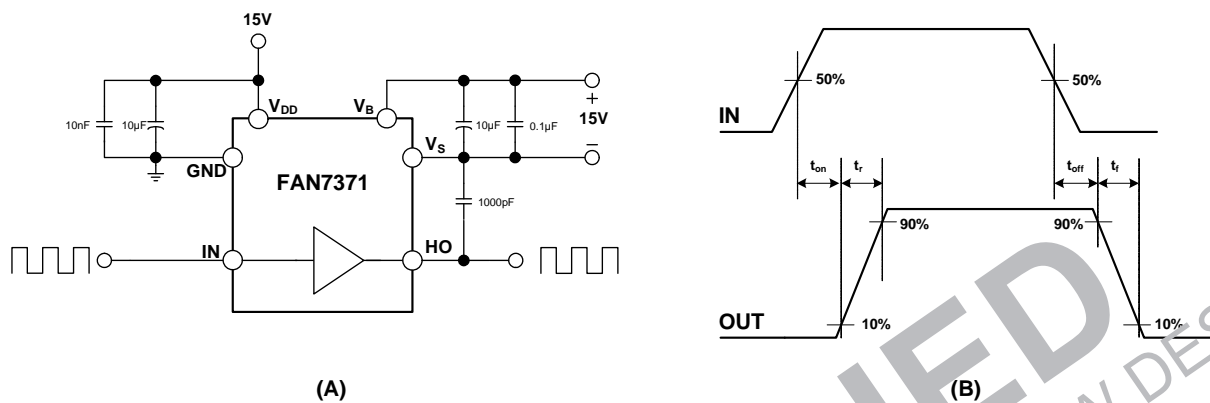 15V
10nF
10µF
VDD
VB
10µF
0.1µF
+
15V
−
VS
GND
FAN7371
1000pF
IN
HO
(A)
50%
50%
IN
ton
tr
toff
tf
90%
90%
OUT
10%
10%
(B)